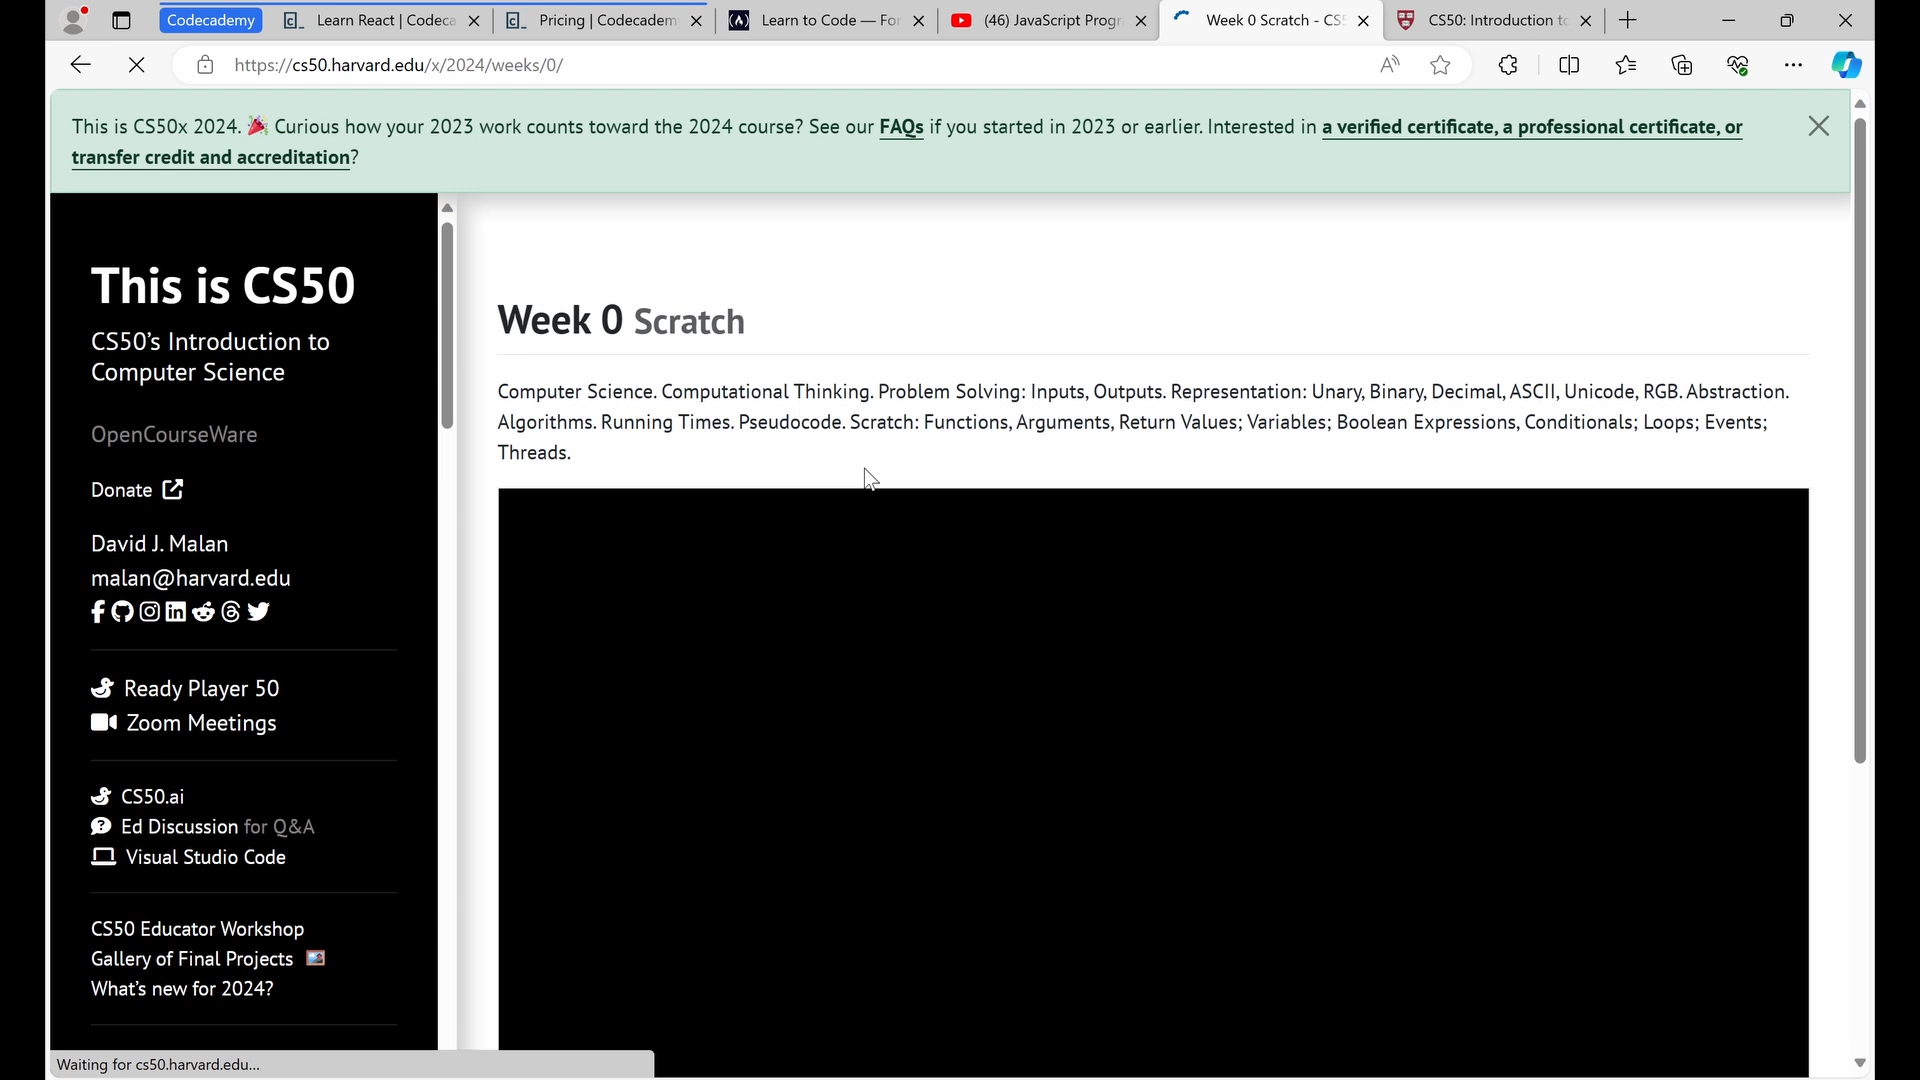 Codecademy
Learn React | Codeca
Pricing | Codecadem
Learn to Code — For
(46) JavaScript Progr
Week 0 Scratch - CS5
CS50: Introduction to
https://cs50.harvard.edu/x/2024/weeks/0/
This is CS50x 2024. 🎉 Curious how your 2023 work counts toward the 2024 course? See our FAQs if you started in 2023 or earlier. Interested in a verified certificate, a professional certificate, or
transfer credit and accreditation?
This is CS50
CS50’s Introduction to
Computer Science
OpenCourseWare
Donate
David J. Malan
malan@harvard.edu
Ready Player 50
Zoom Meetings
CS50.ai
Ed Discussion for Q&A
Visual Studio Code
CS50 Educator Workshop
Gallery of Final Projects
What’s new for 2024?
Week 0 Scratch
Computer Science. Computational Thinking. Problem Solving: Inputs, Outputs. Representation: Unary, Binary, Decimal, ASCII, Unicode, RGB. Abstraction.
Algorithms. Running Times. Pseudocode. Scratch: Functions, Arguments, Return Values; Variables; Boolean Expressions, Conditionals; Loops; Events;
Threads.
Waiting for cs50.harvard.edu...